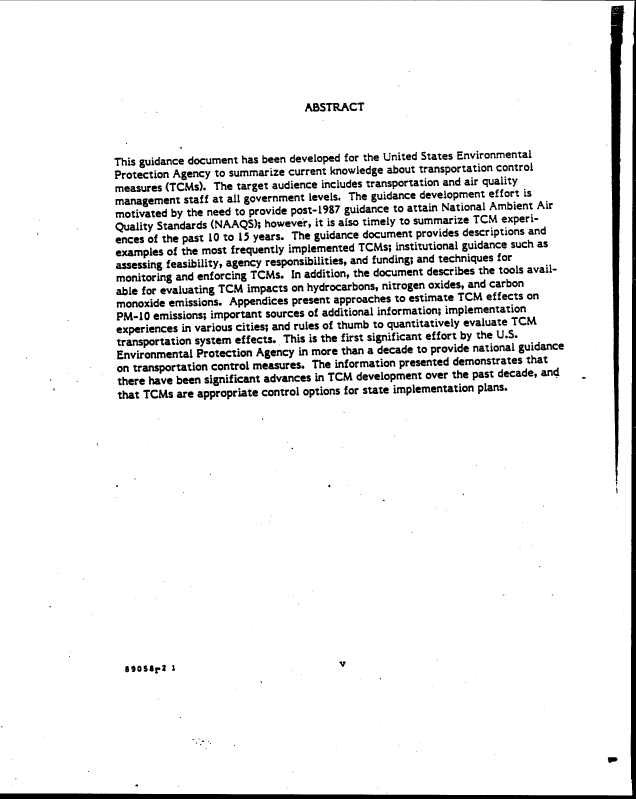 ABSTRACT
This guidance document has been developed for the United States Environmental
Protection Agency to summarize current knowledge about transportation control
measures (TCMs). The target audience includes transportation and air quality
management staff at all government levels. The guidance development effort is
motivated by the need to provide post-1987 guidance to attain National Ambient Air
Quality Standards (NAAQS); however, it is also timely to summarize TCM experi-
ences of the past 10 to 15 years. The guidance document provides descriptions and
examples of the most frequently implemented TCMs; institutional guidance such as
assessing feasibility, agency responsibilities, and funding; and techniques for
monitoring and enforcing TCMs. In addition, the document describes the tools avail-
able for evaluating TCM impacts on hydrocarbons, nitrogen oxides, and carbon
monoxide emissions. Appendices present approaches to estimate TCM effects on
PM-10 emissions; important sources of additional information; implementation
experiences in various cities; and rules of thumb to quantitatively evaluate TCM
transportation system effects. This is the first significant effort by the U.S.
Environmental Protection Agency in more than a decade to provide national guidance
on transportation control measures. The information presented demonstrates that
there have been significant advances in TCM development over the past decade, and
that TCMs are appropriate control options for state implementation plans.
89058r2 1
v